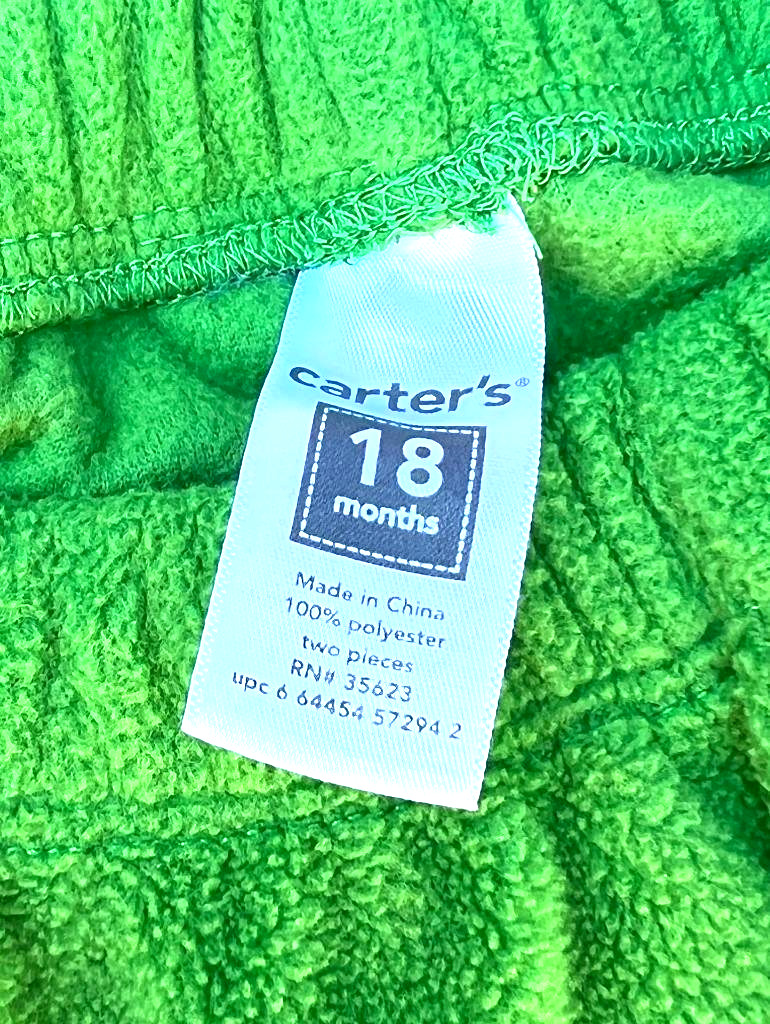 carter's®
18
months
Made in China
100% polyester
two pieces
RN# 35623
upc 6 64454 57294 2